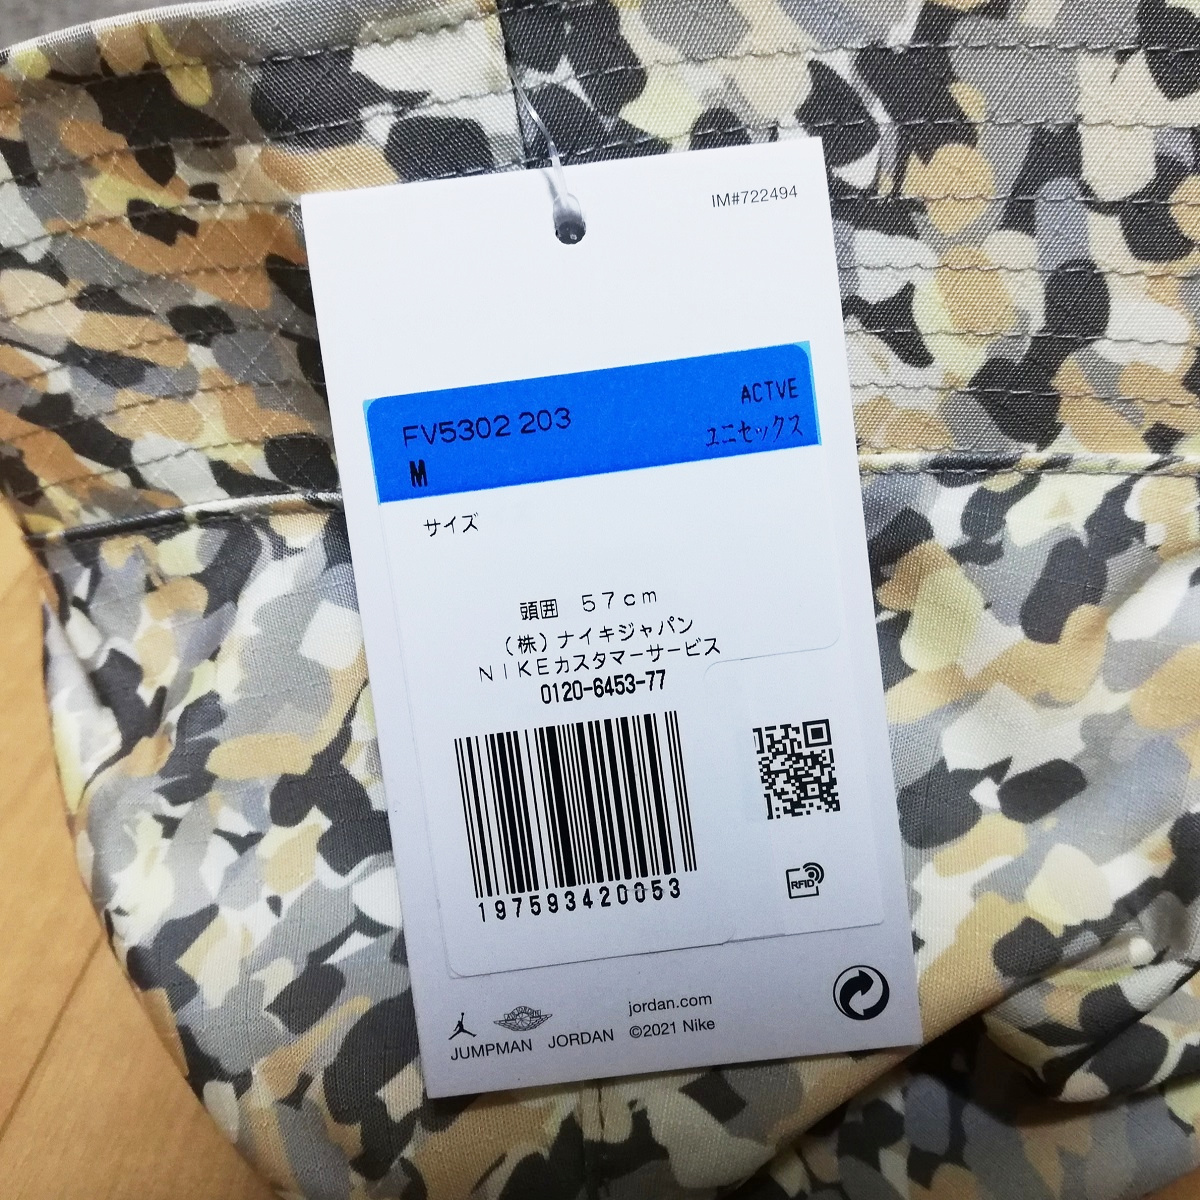 IM#722494
FV5302 203
ACTVE
M
ユニセックス
サイズ
頭囲 57cm
(株)ナイキジャパン
NIKEカスタマーサービス
0120-6453-77
197593420053
RFID
AIR JORDAN
JUMPMAN JORDAN
jordan.com
©2021 Nike